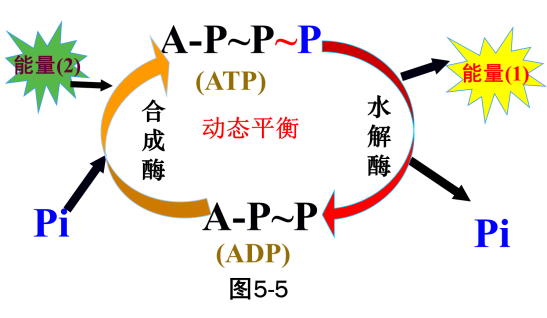 A-P~P~P
(ATP)
能量(2)
能量(1)
合成酶
动态平衡
水解酶
Pi
A-P~P
(ADP)
Pi
图5-5